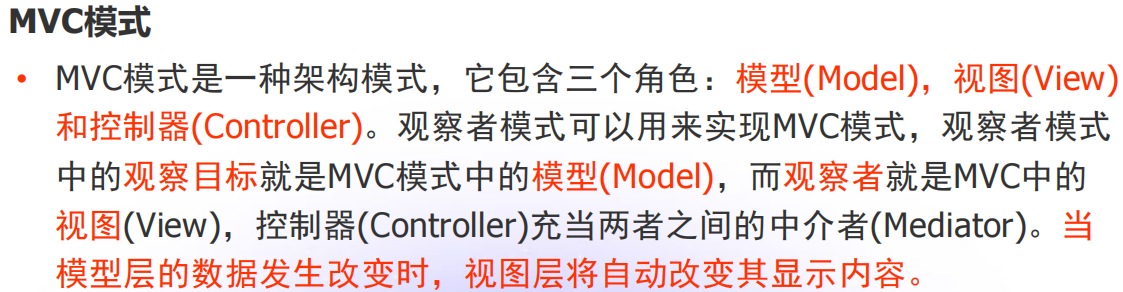 MVC模式
• MVC模式是一种架构模式，它包含三个角色：模型(Model)，视图(View)
和控制器(Controller)。观察者模式可以用来实现MVC模式，观察者模式
中的观察目标就是MVC模式中的模型(Model)，而观察者就是MVC中的
视图(View)，控制器(Controller)充当两者之间的中介者(Mediator)。当
模型层的数据发生改变时，视图层将自动改变其显示内容。